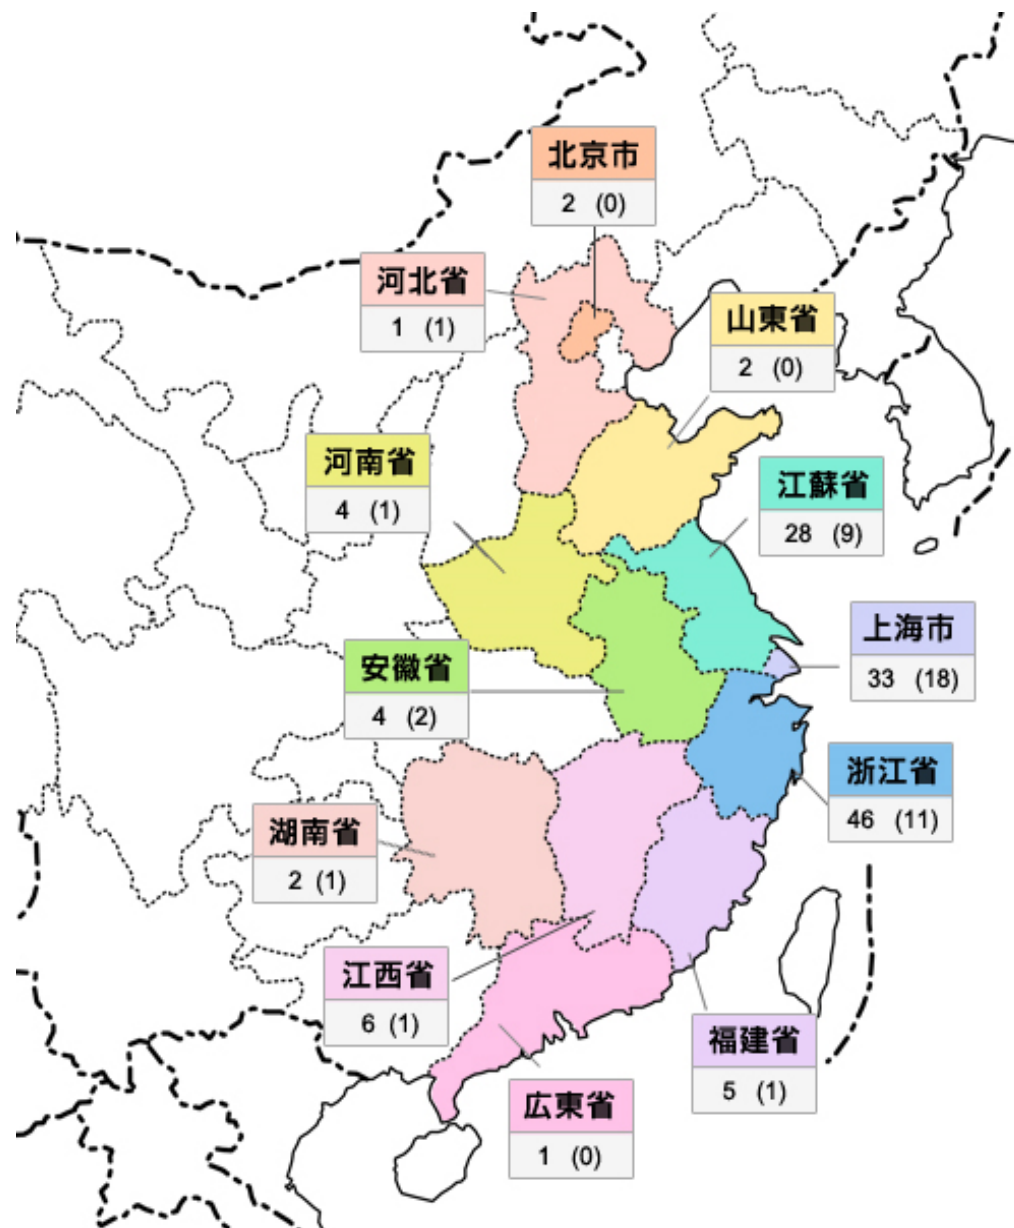 北京市
2 (0)
河北省
1 (1)
山東省
2 (0)
河南省
4 (1)
江蘇省
28 (9)
上海市
33 (18)
安徽省
4 (2)
浙江省
46 (11)
湖南省
2 (1)
江西省
6 (1)
福建省
5 (1)
広東省
1 (0)